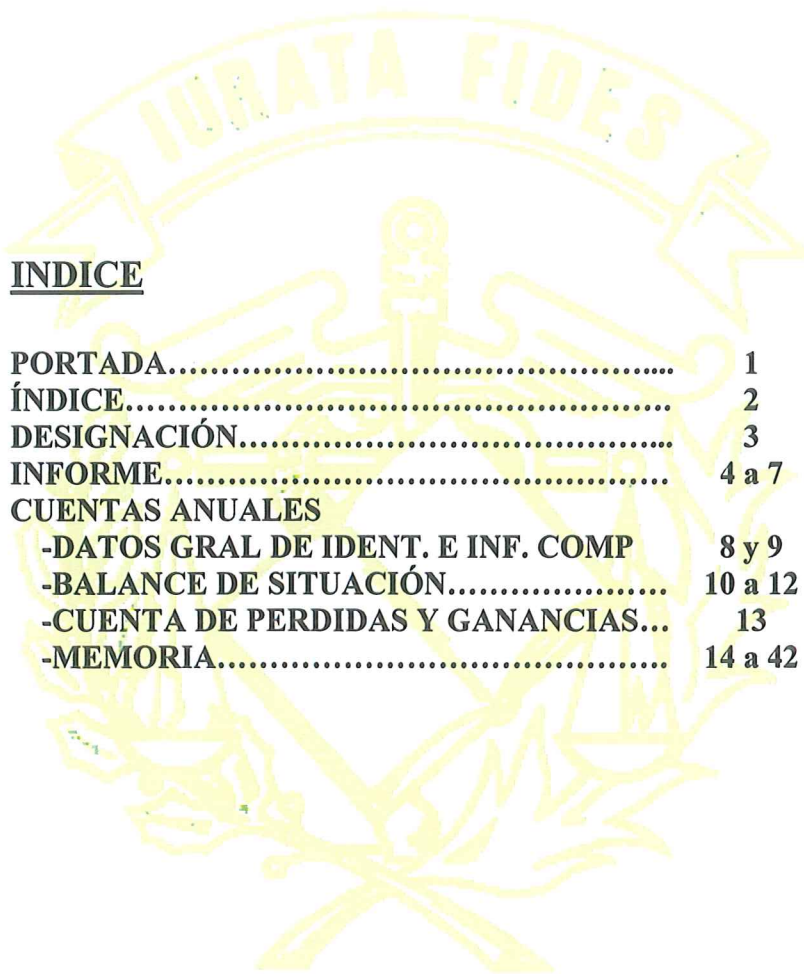 IURATA FIDES
INDICE
PORTADA................................................... 1
ÍNDICE...................................................... 2
DESIGNACIÓN............................................ 3
INFORME.................................................. 4 a 7
CUENTAS ANUALES
-DATOS GRAL DE IDENT. E INF. COMP 8 y 9
-BALANCE DE SITUACIÓN..................... 10 a 12
-CUENTA DE PERDIDAS Y GANANCIAS... 13
-MEMORIA........................................... 14 a 42